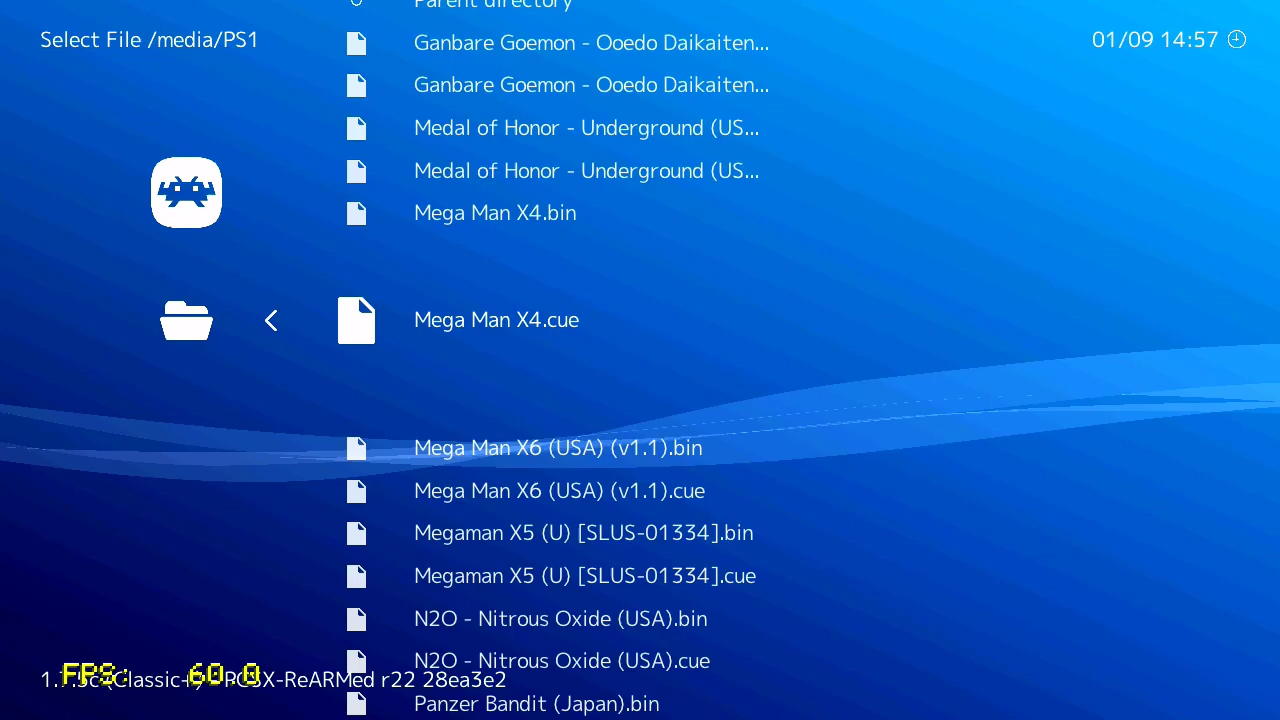 Parent directory
Select File /media/PS1
01/09 14:57
Ganbare Goemon - Ooedo Daikaiten...
Ganbare Goemon - Ooedo Daikaiten...
Medal of Honor - Underground (US...
Medal of Honor - Underground (US...
Mega Man X4.bin
Mega Man X4.cue
Mega Man X6 (USA) (v1.1).bin
Mega Man X6 (USA) (v1.1).cue
Megaman X5 (U) [SLUS-01334].bin
Megaman X5 (U) [SLUS-01334].cue
N2O - Nitrous Oxide (USA).bin
N2O - Nitrous Oxide (USA).cue
FPS: 60.0
(Classic+) - PCSX-ReARMed r22 28ea3e2
Panzer Bandit (Japan).bin